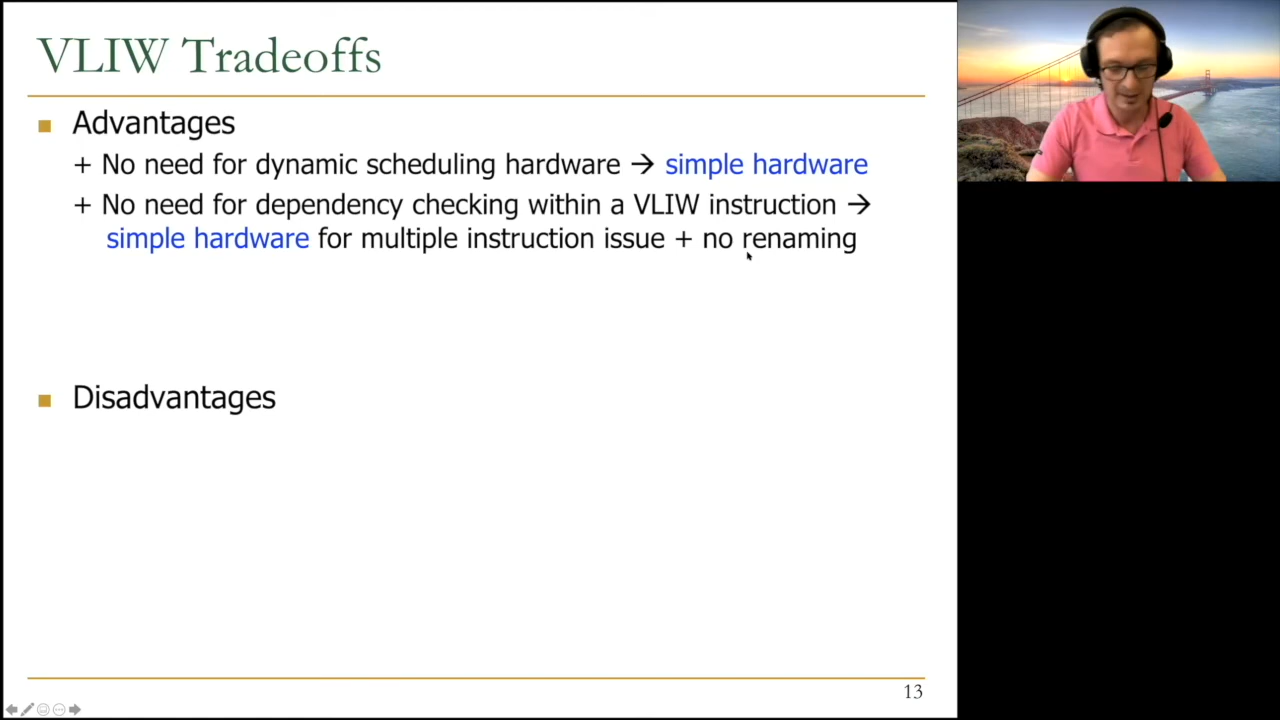 VLIW Tradeoffs
Advantages
+ No need for dynamic scheduling hardware → simple hardware
+ No need for dependency checking within a VLIW instruction →
simple hardware for multiple instruction issue + no renaming
Disadvantages
13